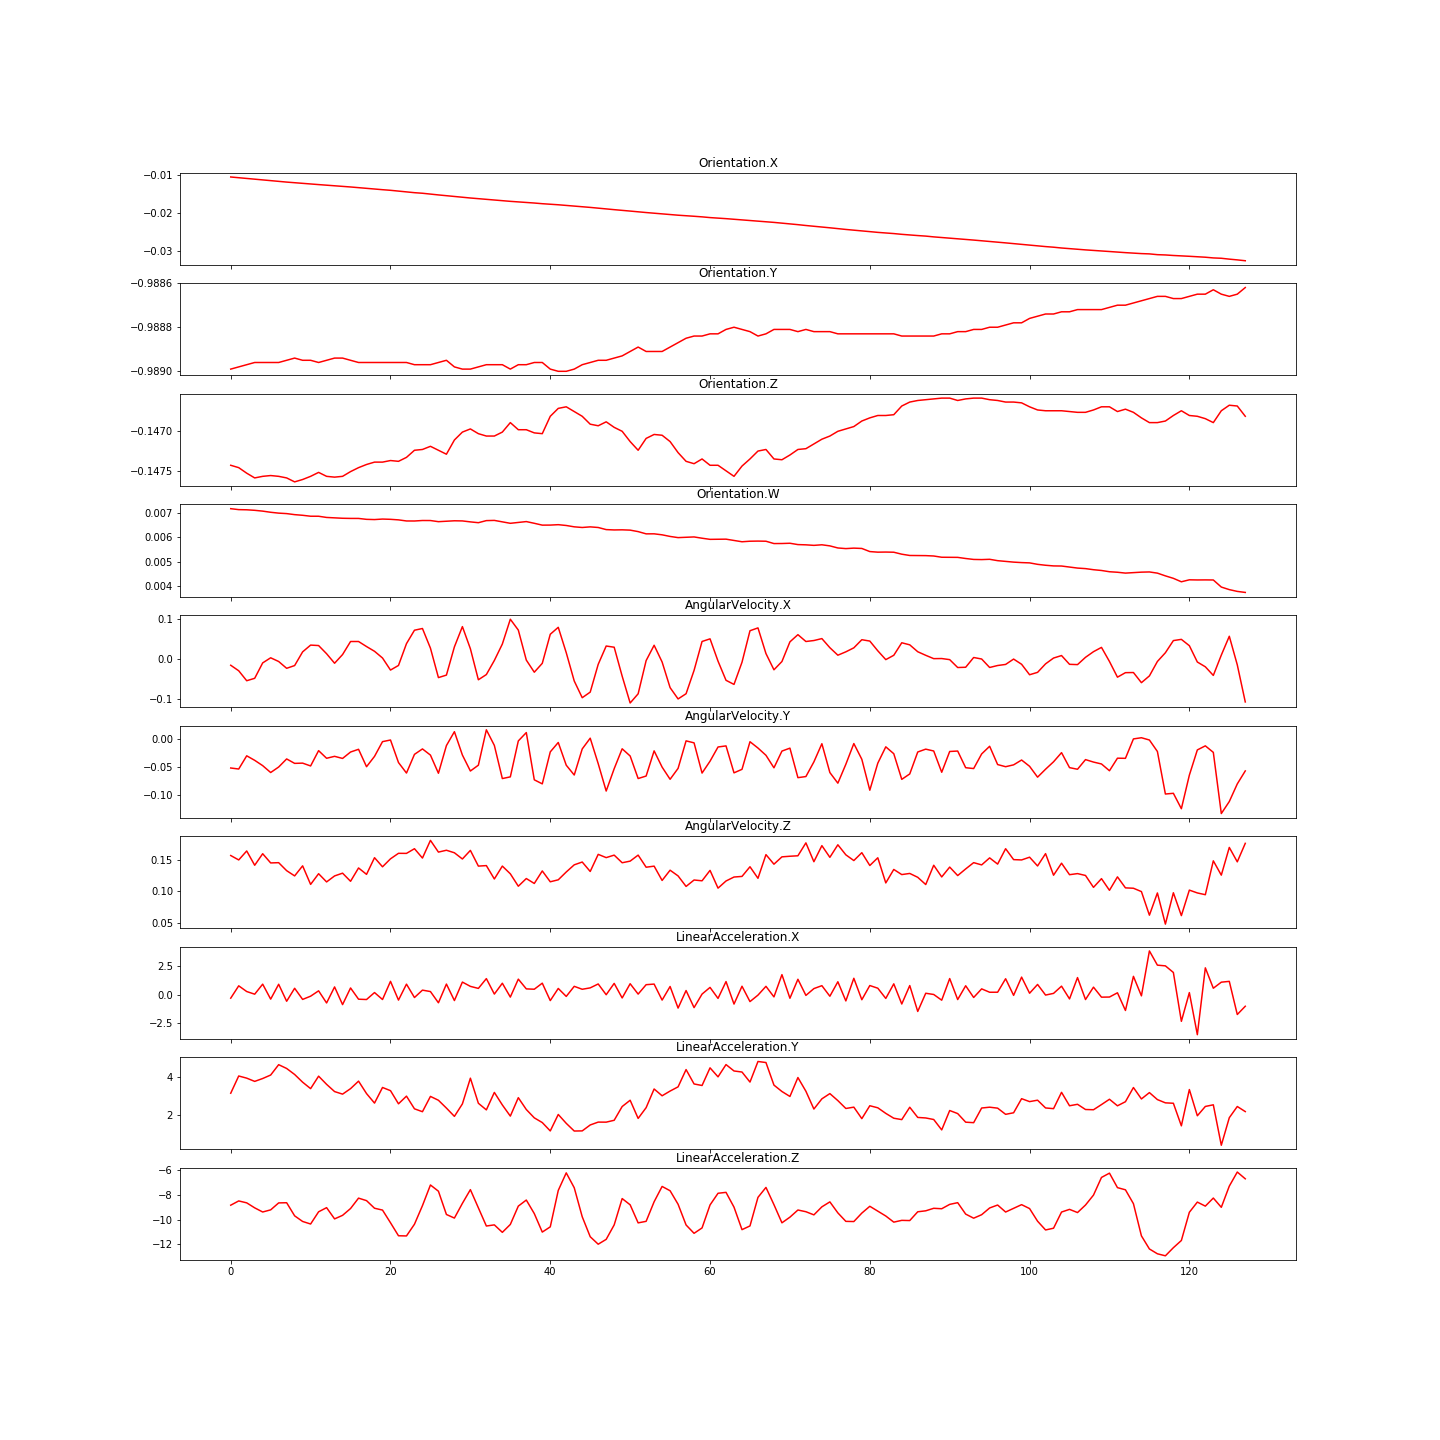 Orientation.X
−0.01
−0.02
−0.03
Orientation.Y
−0.9886
−0.9888
−0.9890
Orientation.Z
−0.1470
−0.1475
Orientation.W
0.007
0.006
0.005
0.004
AngularVelocity.X
0.1
0.0
−0.1
AngularVelocity.Y
0.00
−0.05
−0.10
AngularVelocity.Z
0.15
0.10
0.05
LinearAcceleration.X
2.5
0.0
−2.5
LinearAcceleration.Y
4
2
LinearAcceleration.Z
−6
−8
−10
−12
0 20 40 60 80 100 120